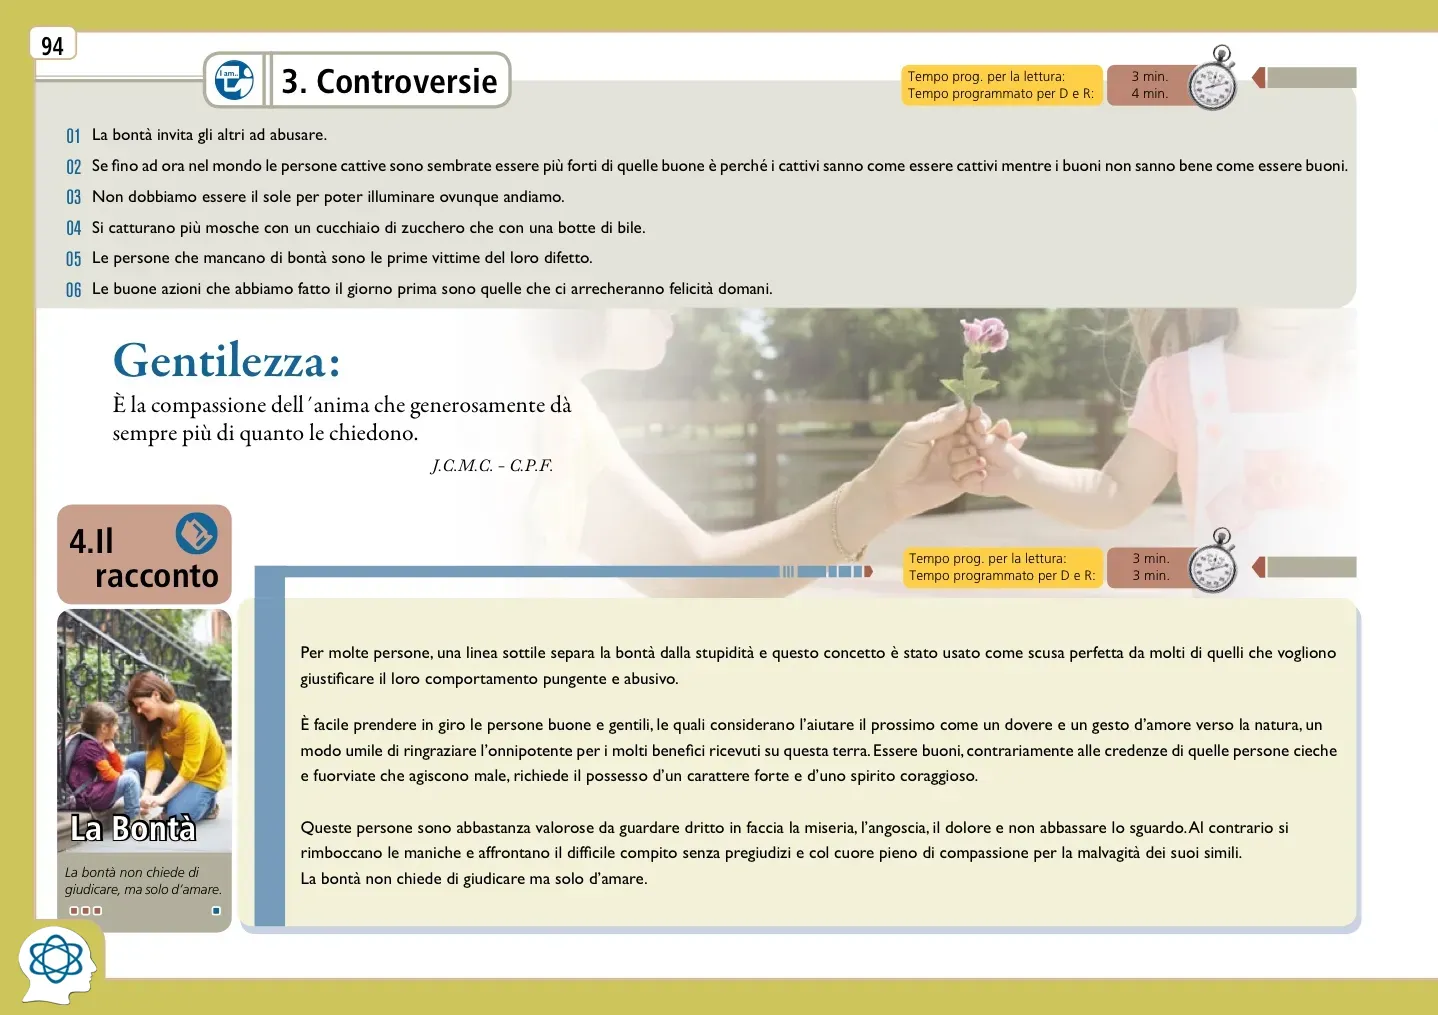 94
I am..
3. Controversie
Tempo prog. per la lettura: 3 min.
Tempo programmato per D e R: 4 min.
01 La bontà invita gli altri ad abusare.
02 Se fino ad ora nel mondo le persone cattive sono sembrate essere più forti di quelle buone è perché i cattivi sanno come essere cattivi mentre i buoni non sanno bene come essere buoni.
03 Non dobbiamo essere il sole per poter illuminare ovunque andiamo.
04 Si catturano più mosche con un cucchiaio di zucchero che con una botte di bile.
05 Le persone che mancano di bontà sono le prime vittime del loro difetto.
06 Le buone azioni che abbiamo fatto il giorno prima sono quelle che ci arrecheranno felicità domani.
Gentilezza:
È la compassione dell´anima che generosamente dà
sempre più di quanto le chiedono.
J.C.M.C. - C.P.F.
4.Il
racconto
Tempo prog. per la lettura: 3 min.
Tempo programmato per D e R: 3 min.
La Bontà
La bontà non chiede di
giudicare, ma solo d'amare.
Per molte persone, una linea sottile separa la bontà dalla stupidità e questo concetto è stato usato come scusa perfetta da molti di quelli che vogliono
giustificare il loro comportamento pungente e abusivo.
È facile prendere in giro le persone buone e gentili, le quali considerano l'aiutare il prossimo come un dovere e un gesto d'amore verso la natura, un
modo umile di ringraziare l'onnipotente per i molti benefici ricevuti su questa terra. Essere buoni, contrariamente alle credenze di quelle persone cieche
e fuorviate che agiscono male, richiede il possesso d'un carattere forte e d'uno spirito coraggioso.
Queste persone sono abbastanza valorose da guardare dritto in faccia la miseria, l'angoscia, il dolore e non abbassare lo sguardo. Al contrario si
rimboccano le maniche e affrontano il difficile compito senza pregiudizi e col cuore pieno di compassione per la malvagità dei suoi simili.
La bontà non chiede di giudicare ma solo d'amare.